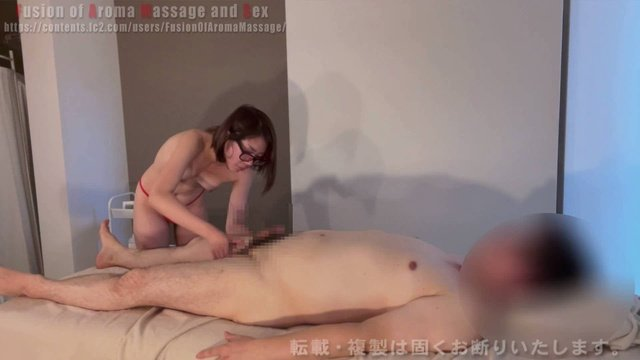 Fusion of Aroma Massage and Sex
https://contents.fc2.com/users/FusionOfAromaMassage/
転載・複製は固くお断りいたします。